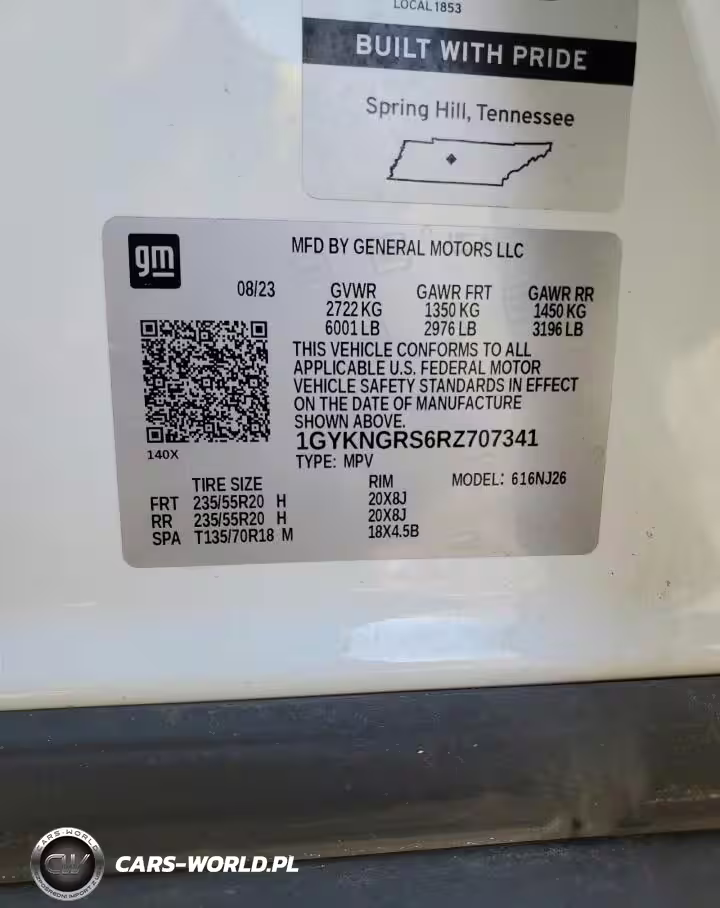 LOCAL 1853
BUILT WITH PRIDE
Spring Hill, Tennessee
gm
MFD BY GENERAL MOTORS LLC
08/23 GVWR GAWR FRT GAWR RR
2722 KG 1350 KG 1450 KG
6001 LB 2976 LB 3196 LB
THIS VEHICLE CONFORMS TO ALL
APPLICABLE U.S. FEDERAL MOTOR
VEHICLE SAFETY STANDARDS IN EFFECT
ON THE DATE OF MANUFACTURE
SHOWN ABOVE.
1GYKNGRS6RZ707341
140X
TYPE: MPV
TIRE SIZE RIM MODEL: 616NJ26
FRT 235/55R20 H 20X8J
RR 235/55R20 H 20X8J
SPA T135/70R18 M 18X4.5B
CARS-WORLD
CW
CARS-WORLD.PL